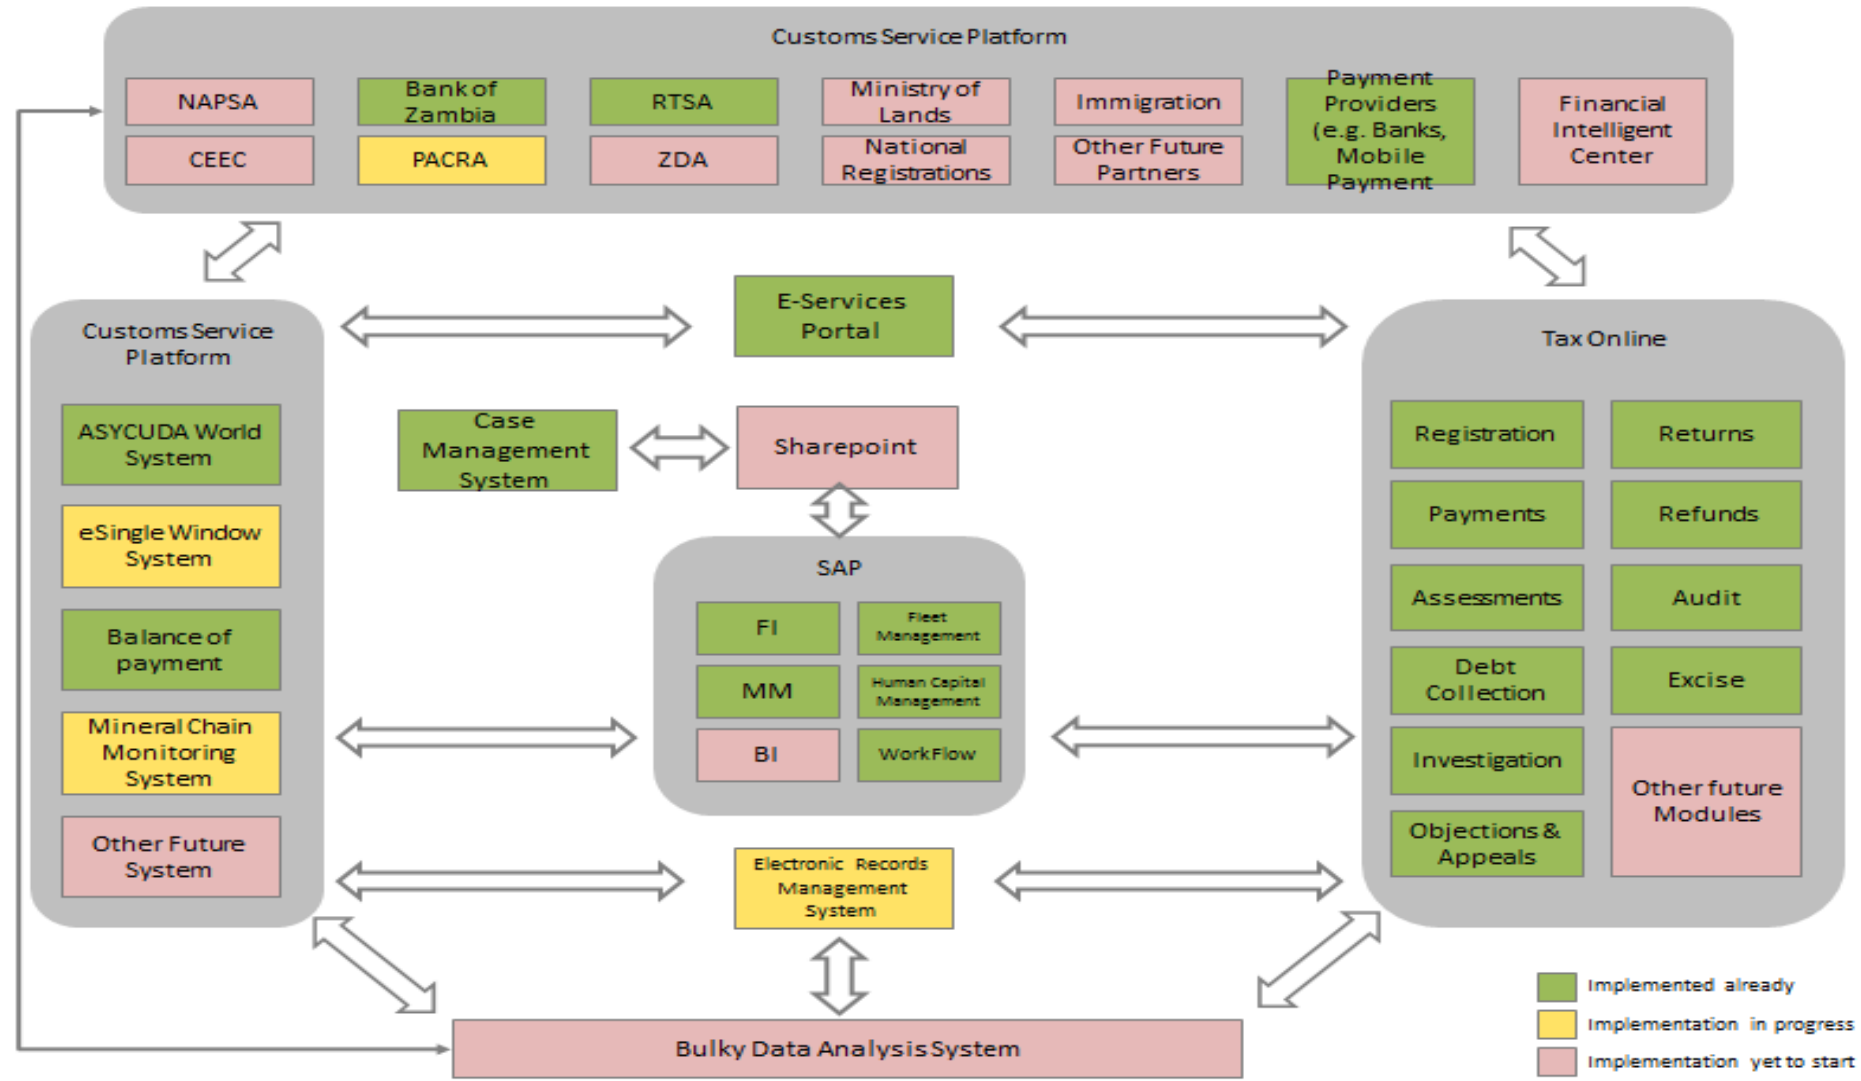 Customs Service Platform
NAPSA
Bank of
Zambia
RTSA
Ministry of
Lands
Immigration
Payment
Providers
(e.g. Banks,
Mobile
Payment
Financial
Intelligent
Center
CEEC
PACRA
ZDA
National
Registrations
Other Future
Partners
E-Services
Portal
Customs Service
Platform
ASYCUDA World
System
eSingle Window
System
Balance of
payment
Mineral Chain
Monitoring
System
Other Future
System
Case
Management
System
Sharepoint
SAP
FI
Fleet
Management
MM
Human Capital
Management
BI
WorkFlow
Electronic Records
Management
System
Tax Online
Registration
Returns
Payments
Refunds
Assessments
Audit
Debt
Collection
Excise
Investigation
Other future
Modules
Objections &
Appeals
Bulky Data Analysis System
Implemented already
Implementation in progress
Implementation yet to start